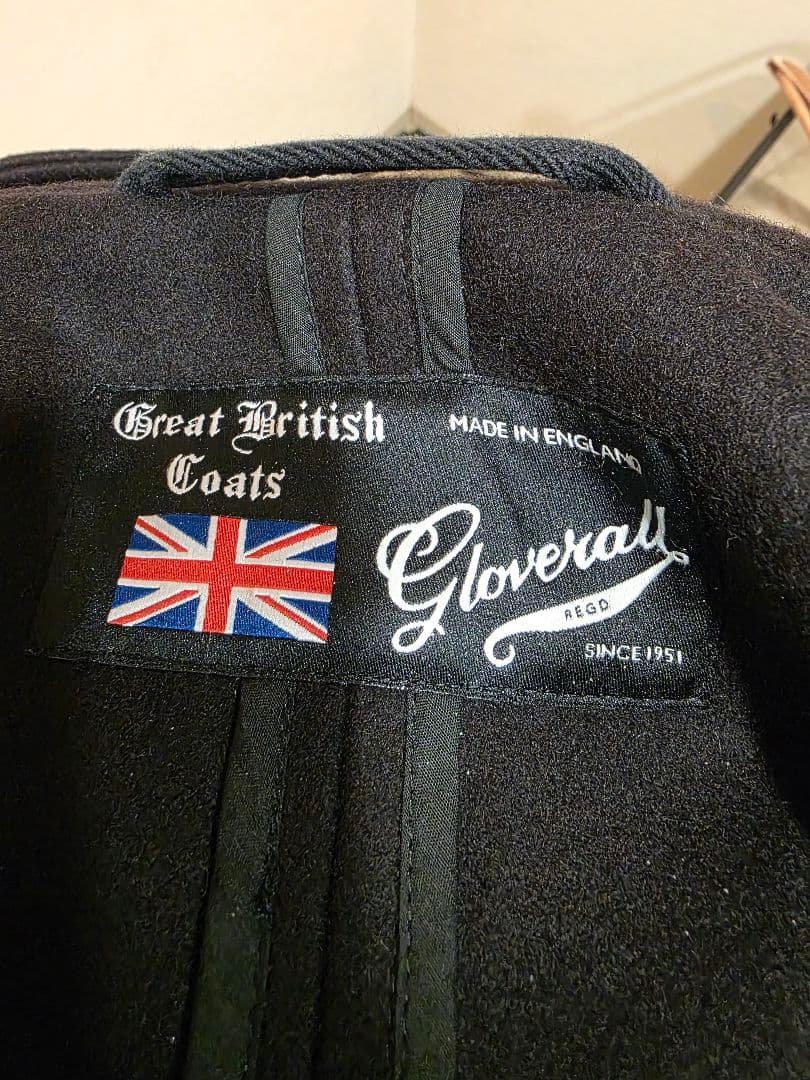 Great British
Coats
MADE IN ENGLAND
Gloverall
REGD
SINCE 1951